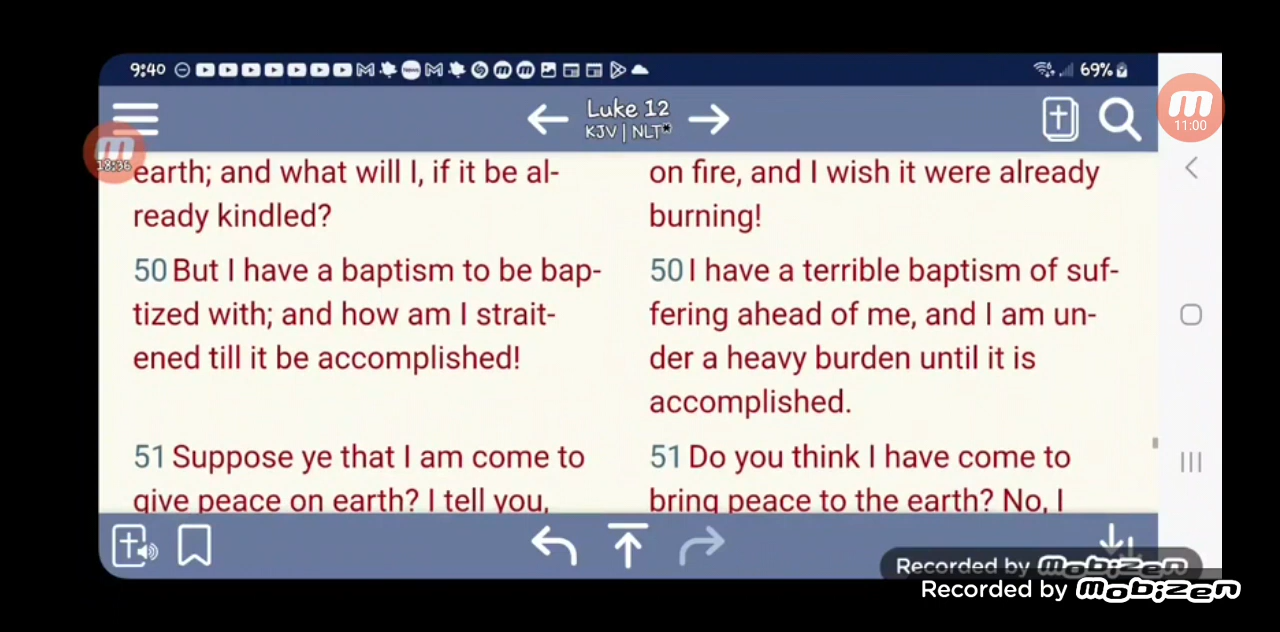 9:40
69%
Luke 12
KJV | NLT*
11:00
18:36
earth; and what will I, if it be al-
ready kindled?
50 But I have a baptism to be bap-
tized with; and how am I strait-
ened till it be accomplished!
51 Suppose ye that I am come to
give peace on earth? I tell you,
on fire, and I wish it were already
burning!
50 I have a terrible baptism of suf-
fering ahead of me, and I am un-
der a heavy burden until it is
accomplished.
51 Do you think I have come to
bring peace to the earth? No, I
Recorded by mobizen
Recorded by mobizen